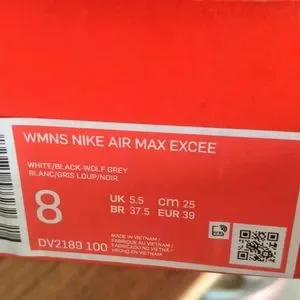 WMNS NIKE AIR MAX EXCEE
WHITE/BLACK-WOLF GREY
BLANC/GRIS LOUP/NOIR
8
UK 5.5 cm 25
BR 37.5 EUR 39
DV2189 100
MADE IN VIETNAM /
FABRIQUE AU VIETNAM /
HECHO EN VIETNAM